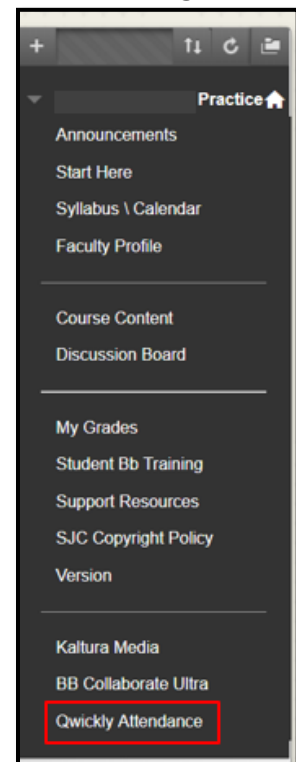 Practice
Announcements
Start Here
Syllabus \ Calendar
Faculty Profile
Course Content
Discussion Board
My Grades
Student Bb Training
Support Resources
SJC Copyright Policy
Version
Kaltura Media
BB Collaborate Ultra
Qwickly Attendance